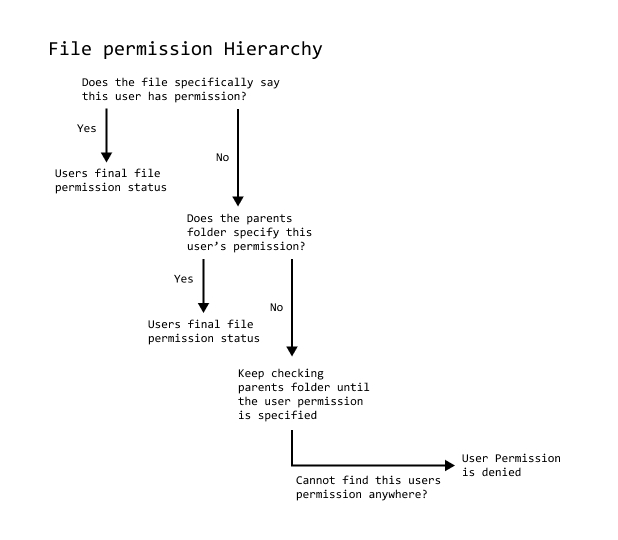 File permission Hierarchy
Does the file specifically say
this user has permission?
Yes
No
Users final file
permission status
Does the parents
folder specify this
user’s permission?
Yes
No
Users final file
permission status
Keep checking
parents folder until
the user permission
is specified
User Permission
is denied
Cannot find this users
permission anywhere?